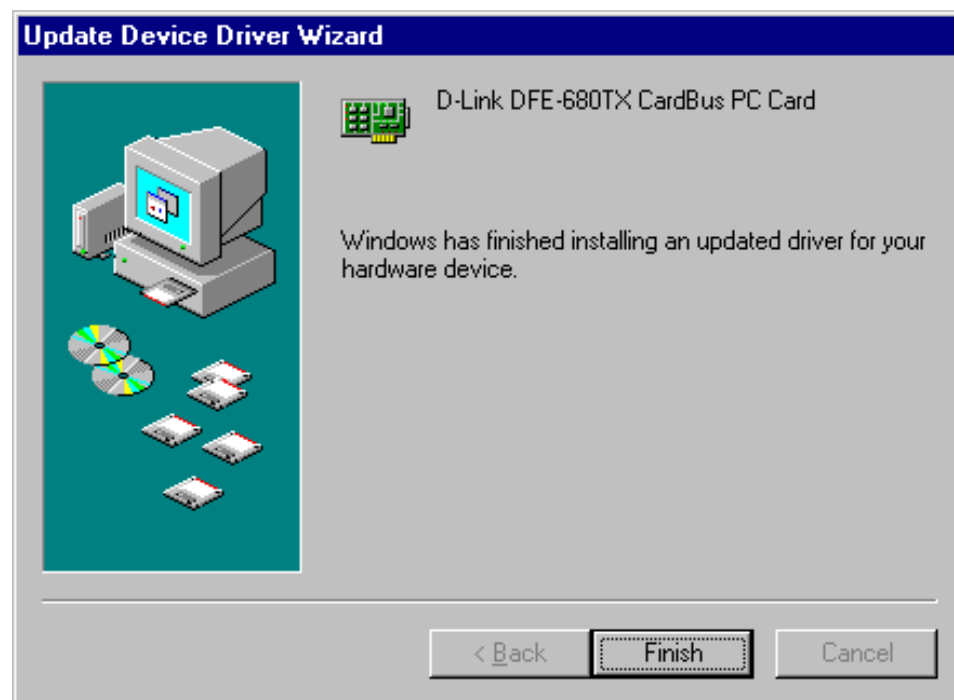 Update Device Driver Wizard
D-Link DFE-680TX CardBus PC Card
Windows has finished installing an updated driver for your
hardware device.
< Back
Finish
Cancel